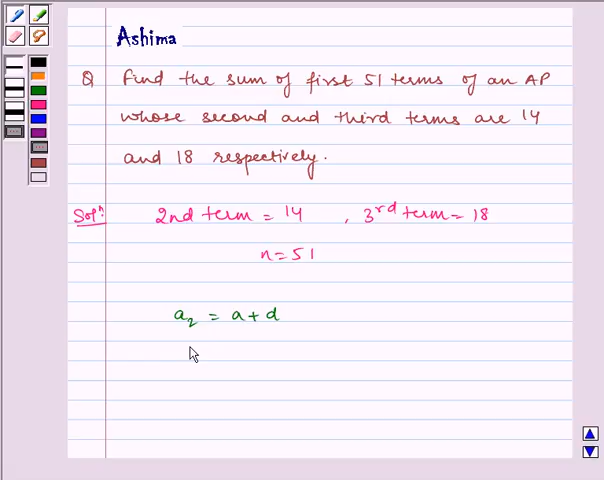 Ashima
Q Find the sum of first 51 terms of an AP
whose second and third terms are 14
and 18 respectively.
Solⁿ: 2nd term = 14 , 3ʳᵈ term = 18
n = 51
a₂ = a + d